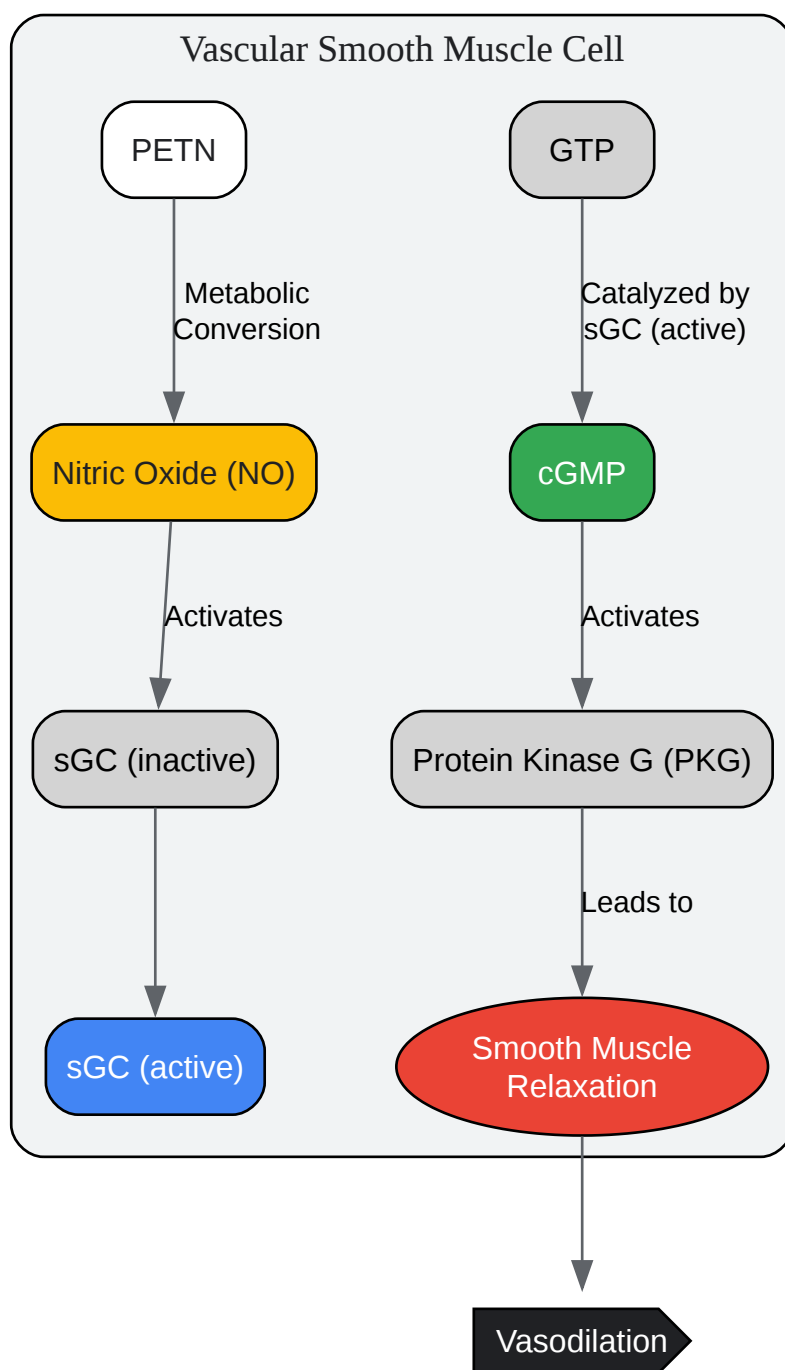 Vascular Smooth Muscle Cell
PETN
GTP
Metabolic
Conversion
Catalyzed by
sGC (active)
Nitric Oxide (NO)
cGMP
Activates
Activates
sGC (inactive)
Protein Kinase G (PKG)
Leads to
sGC (active)
Smooth Muscle
Relaxation
Vasodilation